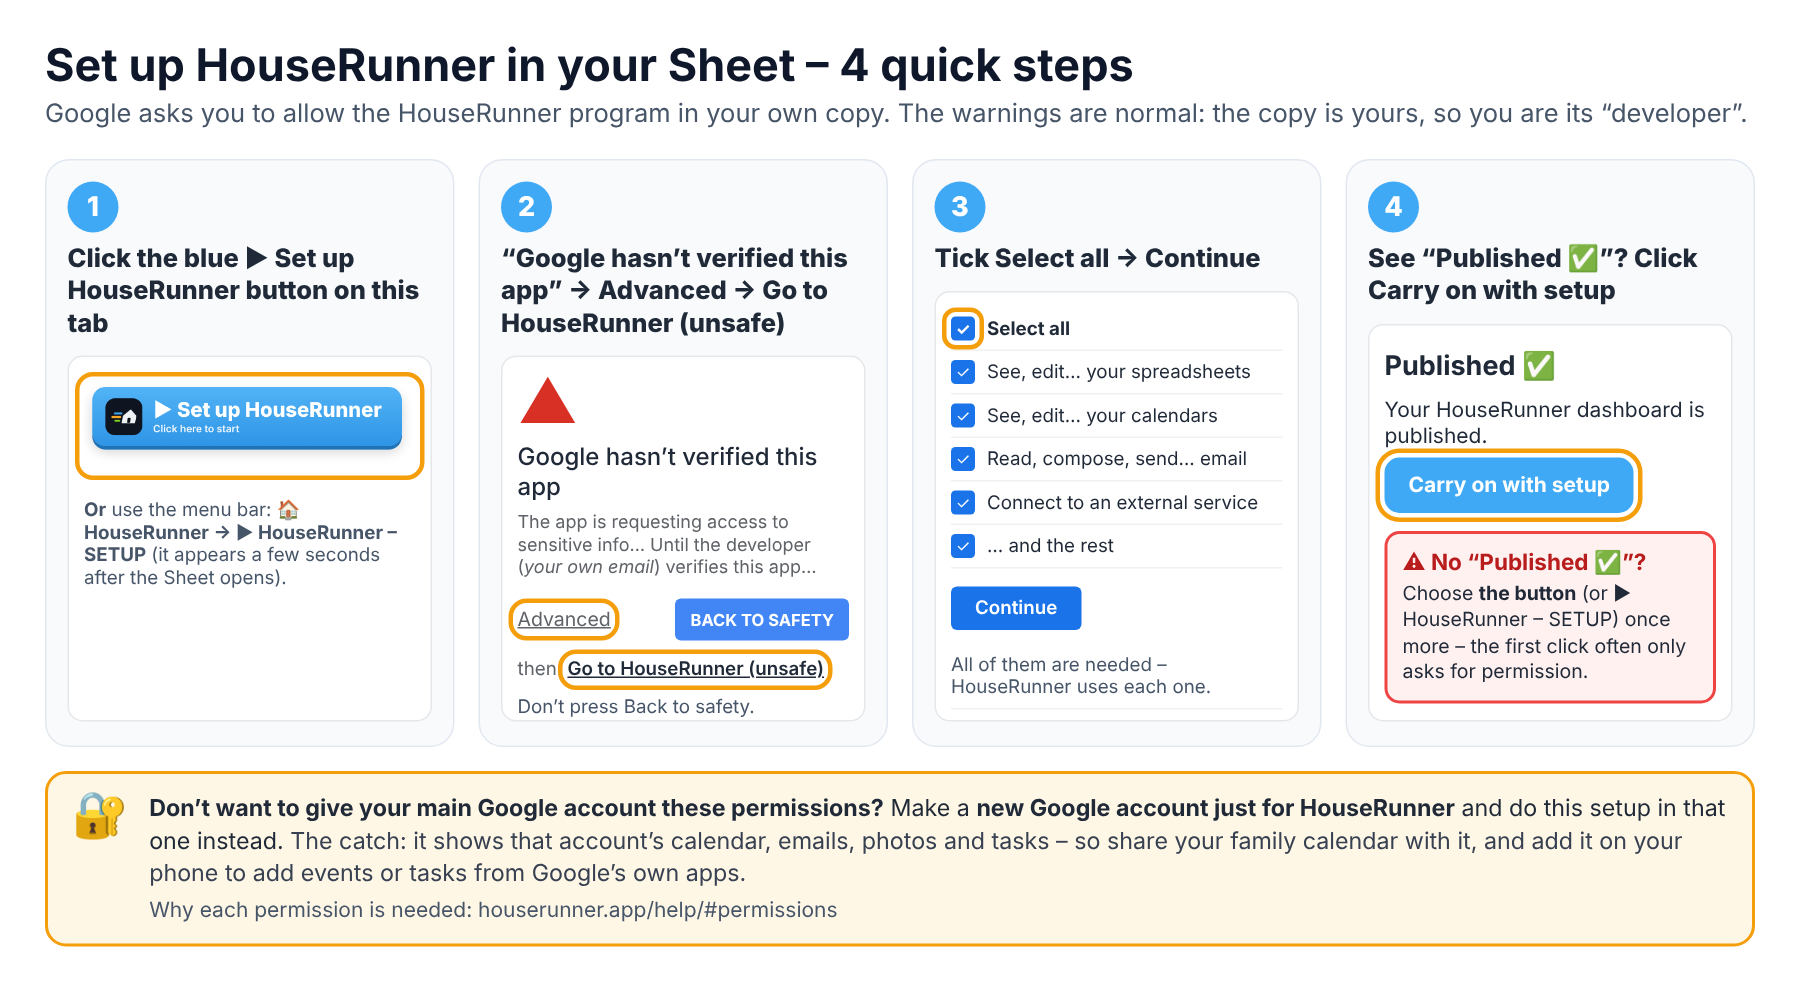 Set up HouseRunner in your Sheet – 4 quick steps
Google asks you to allow the HouseRunner program in your own copy. The warnings are normal: the copy is yours, so you are its “developer”.
1
Click the blue ▶ Set up
HouseRunner button on this
tab
▶ Set up HouseRunner
Click here to start
Or use the menu bar: 🏠
HouseRunner → ▶ HouseRunner –
SETUP (it appears a few seconds
after the Sheet opens).
2
“Google hasn’t verified this
app” → Advanced → Go to
HouseRunner (unsafe)
Google hasn’t verified this
app
The app is requesting access to
sensitive info… Until the developer
(your own email) verifies this app…
Advanced
BACK TO SAFETY
then Go to HouseRunner (unsafe)
Don’t press Back to safety.
3
Tick Select all → Continue
Select all
See, edit… your spreadsheets
See, edit… your calendars
Read, compose, send… email
Connect to an external service
… and the rest
Continue
All of them are needed –
HouseRunner uses each one.
4
See “Published ✅”? Click
Carry on with setup
Published ✅
Your HouseRunner dashboard is
published.
Carry on with setup
⚠ No “Published ✅”?
Choose the button (or ▶
HouseRunner – SETUP) once
more – the first click often only
asks for permission.
Don’t want to give your main Google account these permissions? Make a new Google account just for HouseRunner and do this setup in that
one instead. The catch: it shows that account’s calendar, emails, photos and tasks – so share your family calendar with it, and add it on your
phone to add events or tasks from Google’s own apps.
Why each permission is needed: houserunner.app/help/#permissions